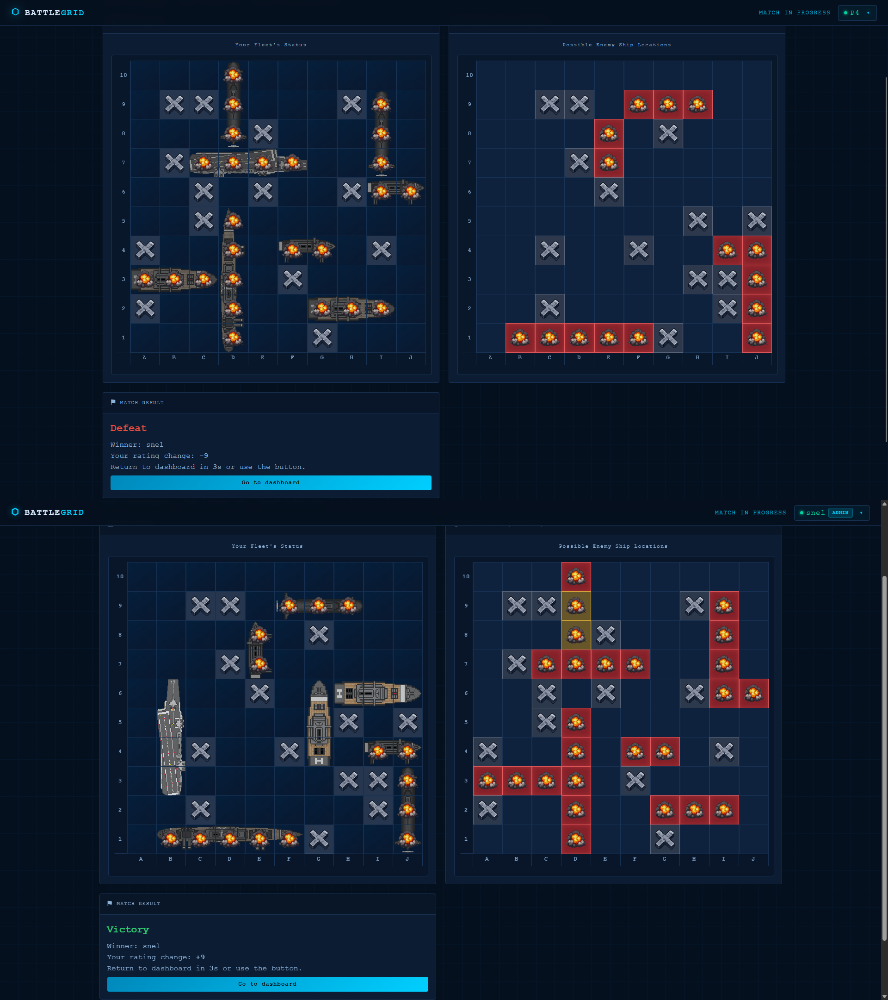 BATTLEGRID
MATCH IN PROGRESS
P4
Your Fleet's Status
10
9
8
7
6
5
4
3
2
1
A B C D E F G H I J
Possible Enemy Ship Locations
10
9
8
7
6
5
4
3
2
1
A B C D E F G H I J
MATCH RESULT
Defeat
Winner: snel
Your rating change: -9
Return to dashboard in 3s or use the button.
Go to dashboard
BATTLEGRID
MATCH IN PROGRESS
snel ADMIN
Your Fleet's Status
10
9
8
7
6
5
4
3
2
1
A B C D E F G H I J
Possible Enemy Ship Locations
10
9
8
7
6
5
4
3
2
1
A B C D E F G H I J
MATCH RESULT
Victory
Winner: snel
Your rating change: +9
Return to dashboard in 3s or use the button.
Go to dashboard